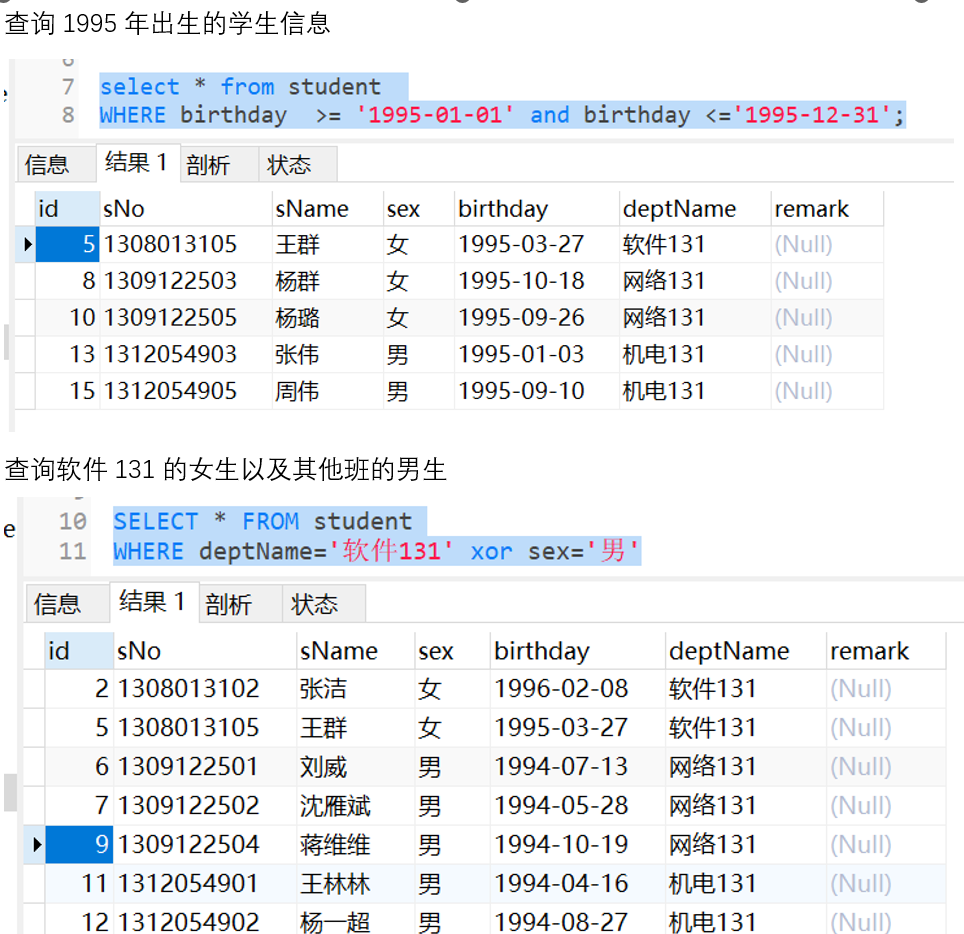 查询 1995 年出生的学生信息
7 select * from student
8 WHERE birthday >= '1995-01-01' and birthday <='1995-12-31';
信息 结果 1 剖析 状态
id sNo sName sex birthday deptName remark
5 1308013105 王群 女 1995-03-27 软件131 (Null)
8 1309122503 杨群 女 1995-10-18 网络131 (Null)
10 1309122505 杨璐 女 1995-09-26 网络131 (Null)
13 1312054903 张伟 男 1995-01-03 机电131 (Null)
15 1312054905 周伟 男 1995-09-10 机电131 (Null)
查询软件 131 的女生以及其他班的男生
e
10 SELECT * FROM student
11 WHERE deptName='软件131' xor sex='男'
信息 结果 1 剖析 状态
id sNo sName sex birthday deptName remark
2 1308013102 张洁 女 1996-02-08 软件131 (Null)
5 1308013105 王群 女 1995-03-27 软件131 (Null)
6 1309122501 刘威 男 1994-07-13 网络131 (Null)
7 1309122502 沈雁斌 男 1994-05-28 网络131 (Null)
9 1309122504 蒋维维 男 1994-10-19 网络131 (Null)
11 1312054901 王林林 男 1994-04-16 机电131 (Null)
12 1312054902 杨一超 男 1994-08-27 机电131 (Null)